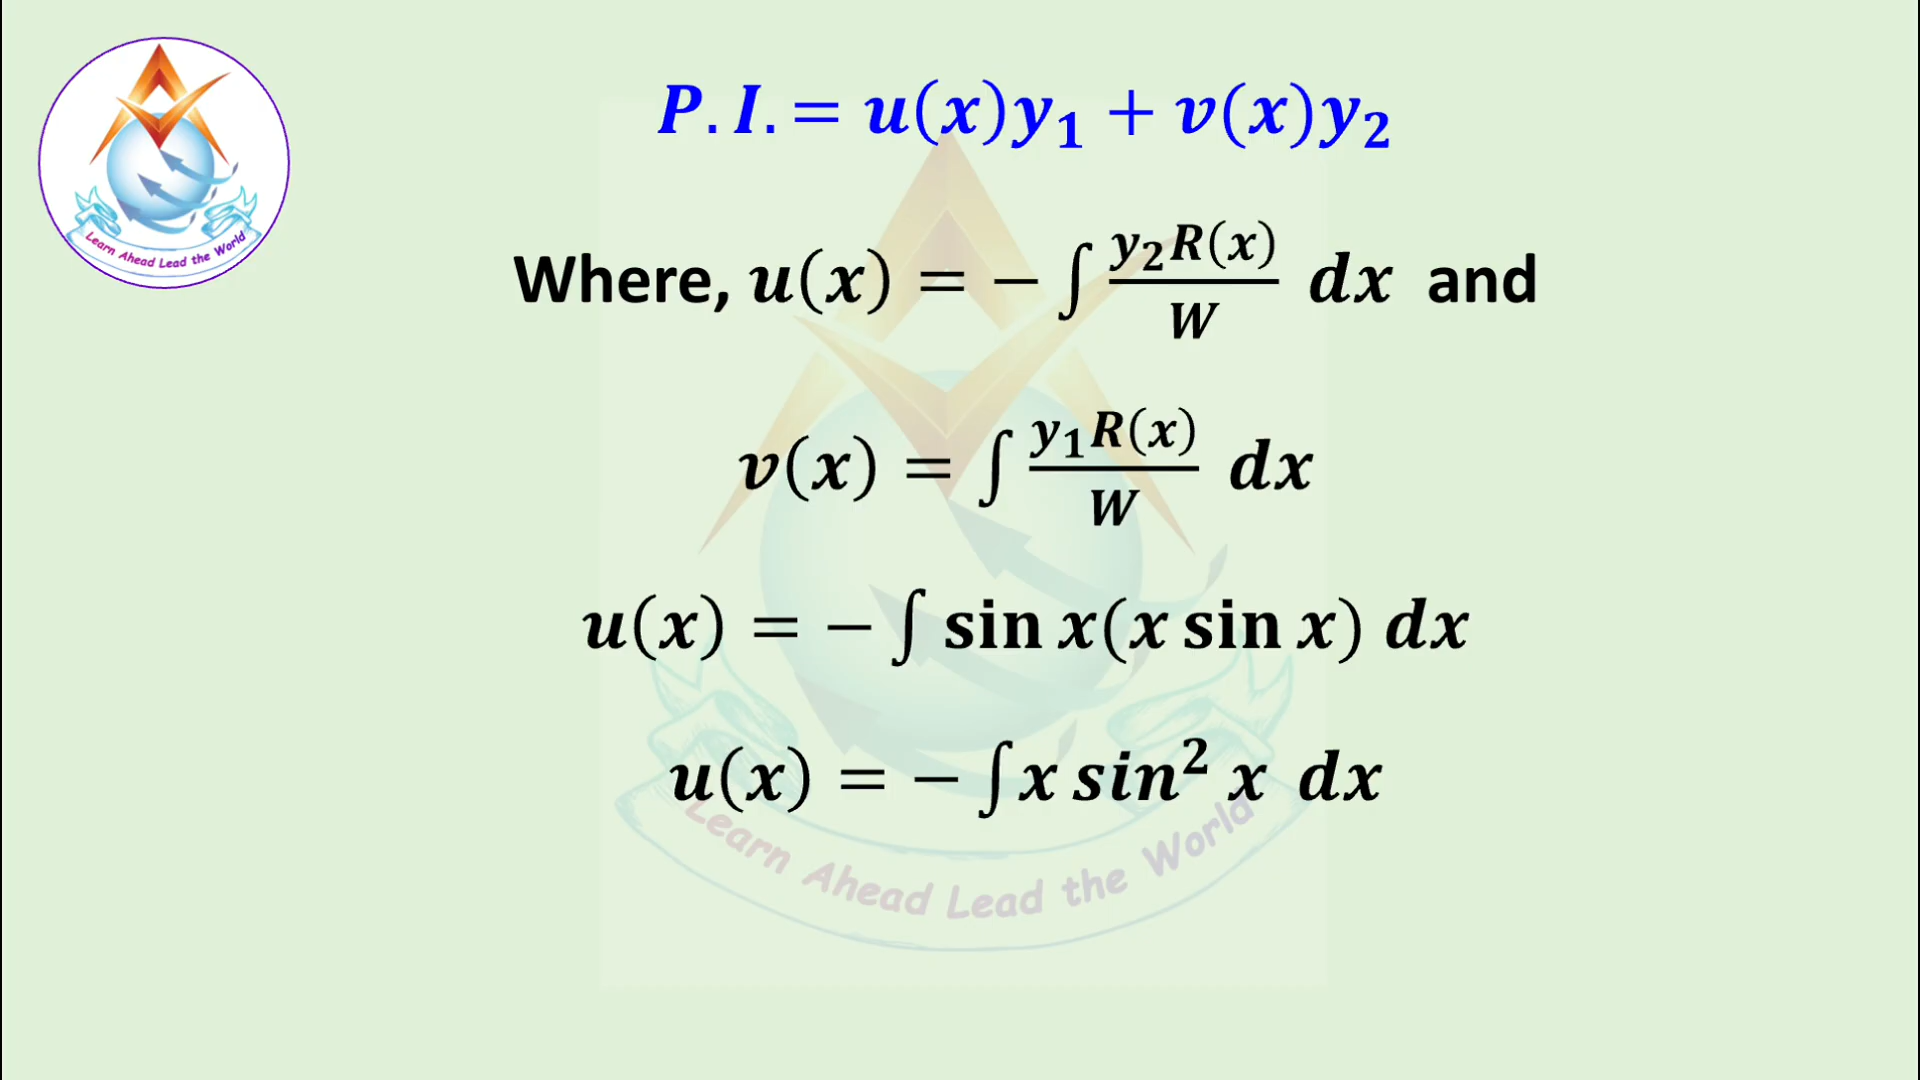 Learn Ahead Lead the World
P.I. = u(x)y₁ + v(x)y₂
Where, u(x) = − ∫ y₂R(x)/W dx and
v(x) = ∫ y₁R(x)/W dx
u(x) = − ∫ sin x(x sin x) dx
u(x) = − ∫ x sin² x dx
Learn Ahead Lead the World